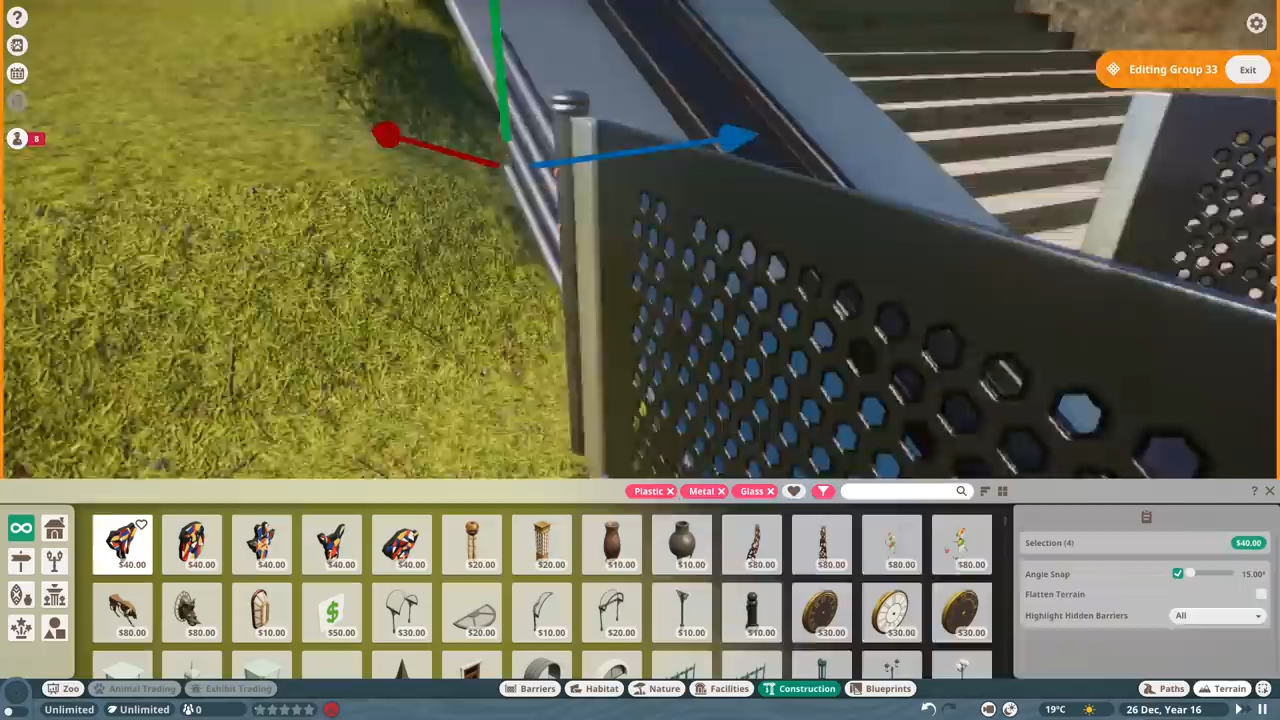 ?
Editing Group 33
Exit
8
Plastic ×
Metal ×
Glass ×
? ×
$40.00 $40.00 $40.00 $40.00 $40.00 $20.00 $20.00 $10.00 $10.00 $80.00 $80.00 $80.00 $80.00
Selection (4)
$40.00
Angie Snap
15.00°
Flatten Terrain
Highlight Hidden Barriers
All
$80.00 $80.00 $10.00 $50.00 $30.00 $20.00 $10.00 $20.00 $10.00 $10.00 $30.00 $30.00 $30.00
Zoo
Animal Trading
Exhibit Trading
Barriers
Habitat
Nature
Facilities
Construction
Blueprints
Paths
Terrain
Unlimited
Unlimited
0
19°C
26 Dec, Year 16